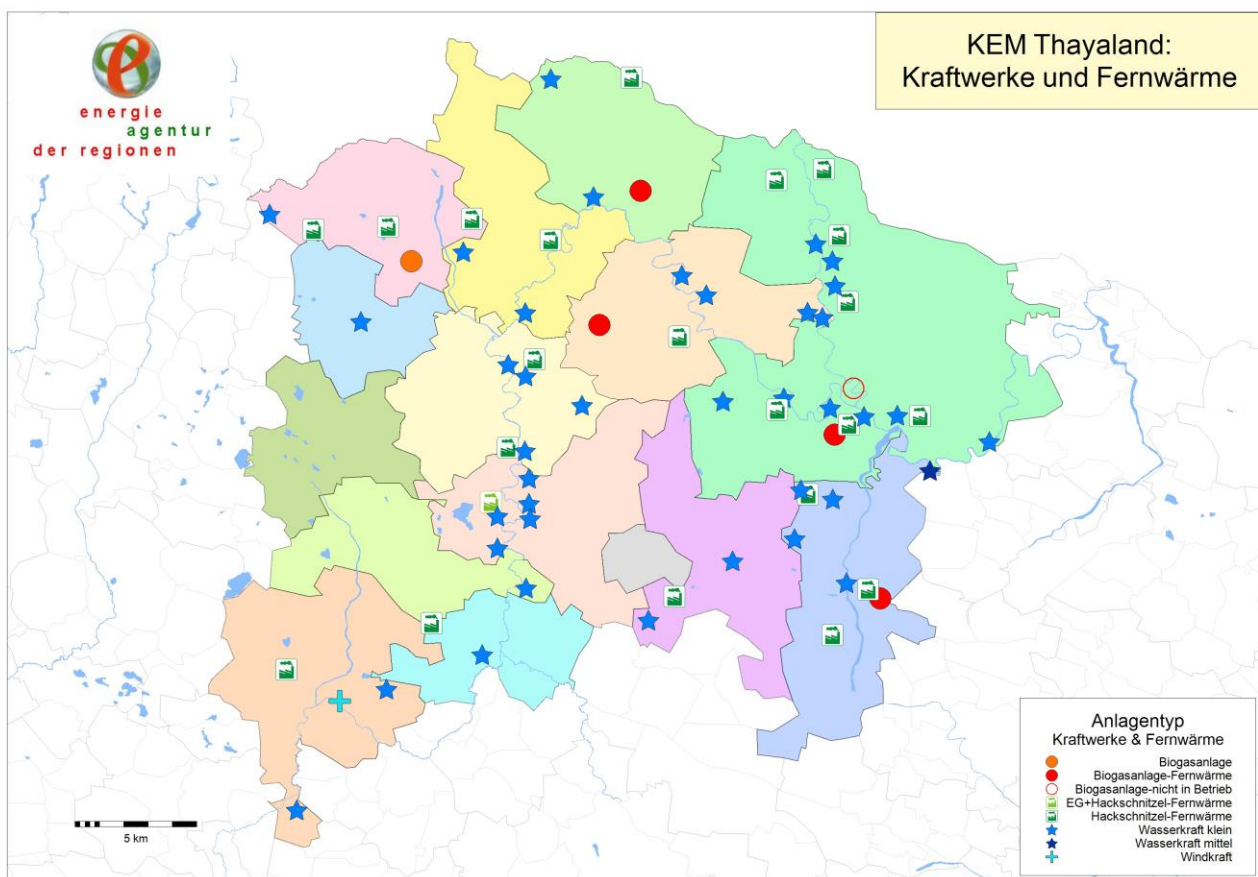 energie
agentur
der regionen
KEM Thayaland:
Kraftwerke und Fernwärme
5 km
Anlagentyp
Kraftwerke & Fernwärme
Biogasanlage
Biogasanlage-Fernwärme
Biogasanlage-nicht in Betrieb
EG+Hackschnitzel-Fernwärme
Hackschnitzel-Fernwärme
Wasserkraft klein
Wasserkraft mittel
Windkraft